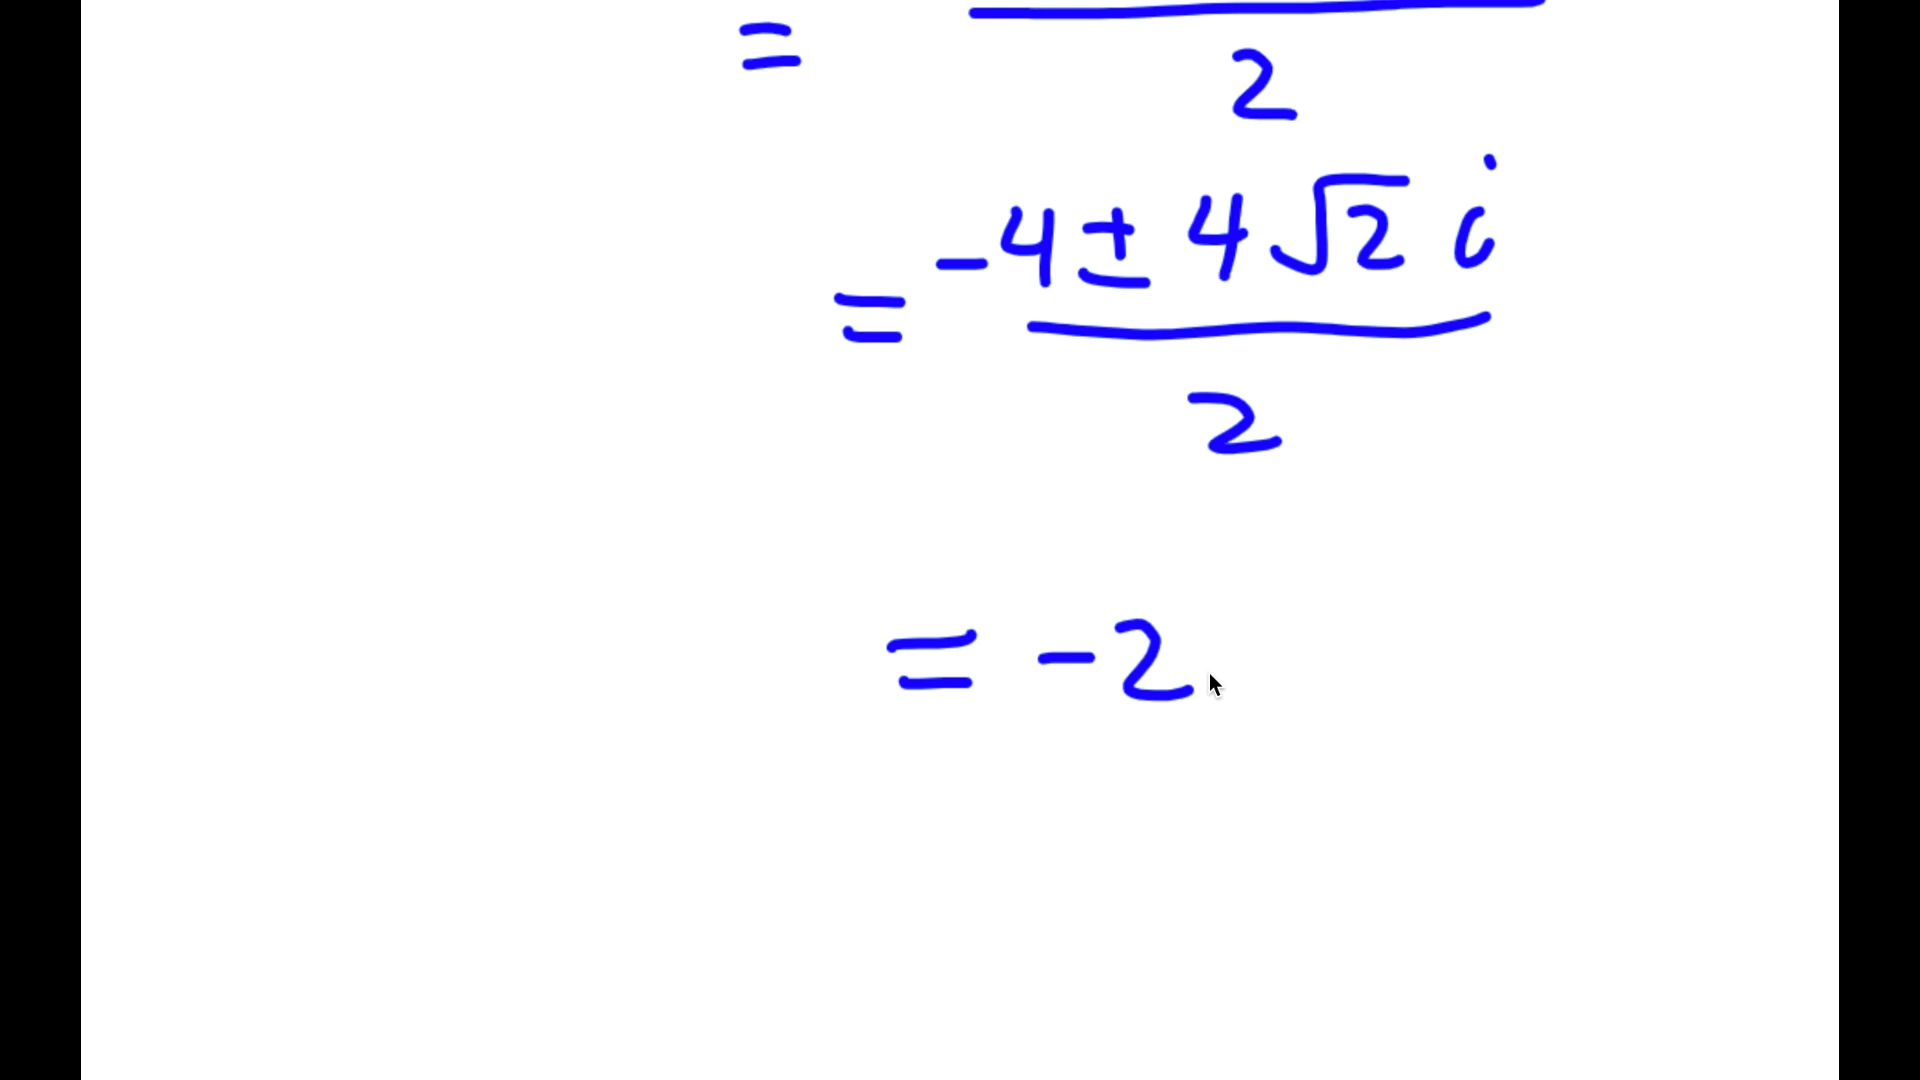 = ―
2
= -4 ± 4√2 i
2
= -2